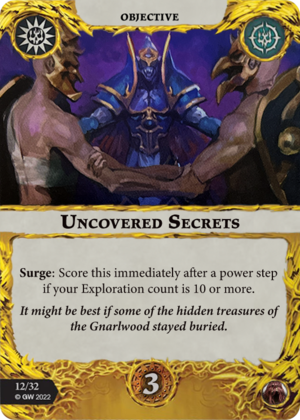 OBJECTIVE
UNCOVERED SECRETS
Surge: Score this immediately after a power step
if your Exploration count is 10 or more.
It might be best if some of the hidden treasures of
the Gnarlwood stayed buried.
12/32
© GW 2022
3